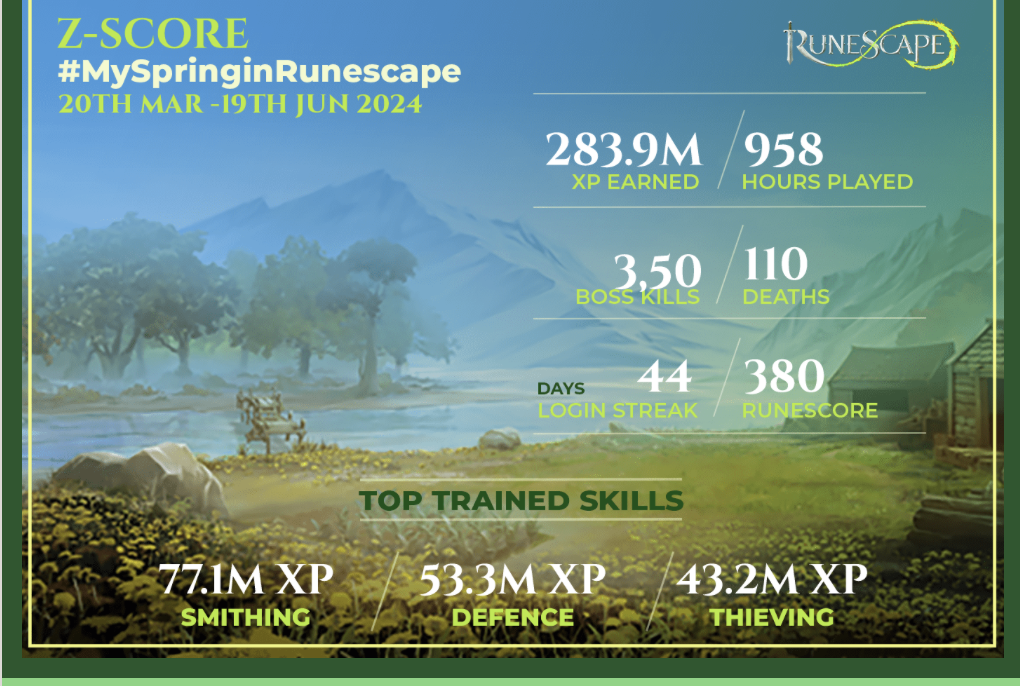 Z-SCORE
#MySpringinRunescape
20TH MAR -19TH JUN 2024
RUNESCAPE
283.9M
XP EARNED
958
HOURS PLAYED
3,50
BOSS KILLS
110
DEATHS
DAYS 44
LOGIN STREAK
380
RUNESCORE
TOP TRAINED SKILLS
77.1M XP
SMITHING
53.3M XP
DEFENCE
43.2M XP
THIEVING